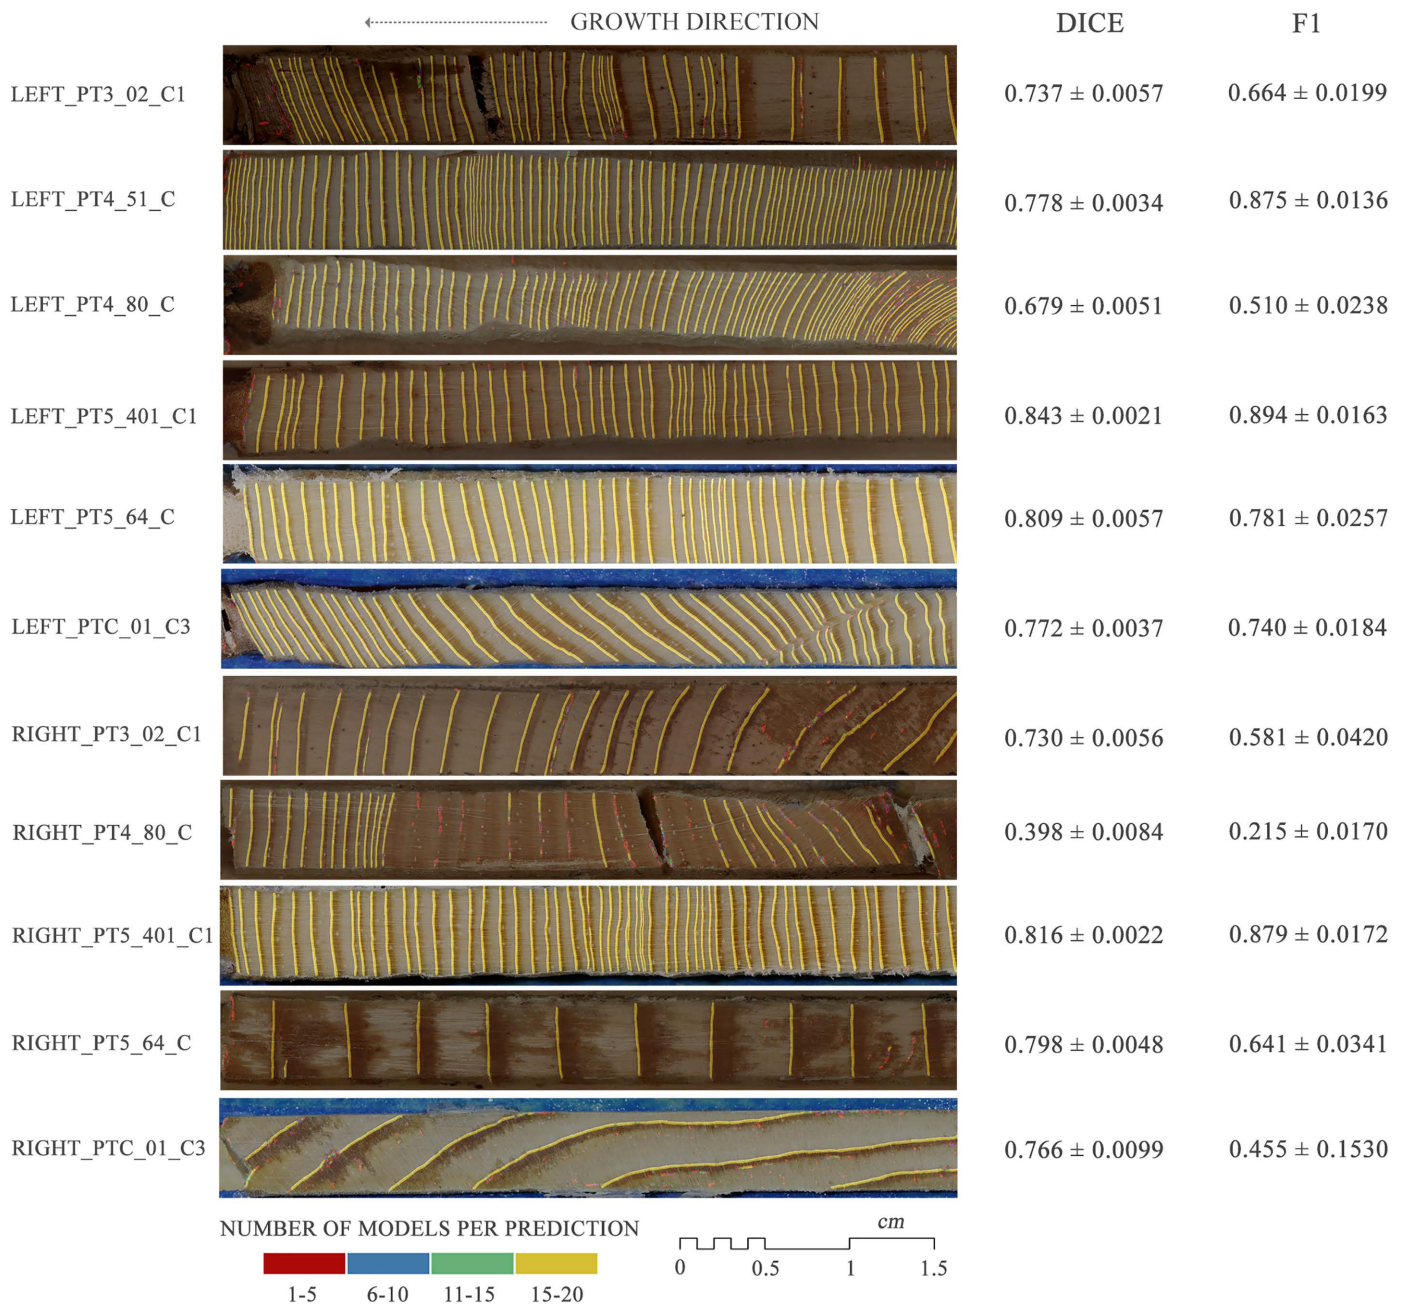 GROWTH DIRECTION DICE F1
LEFT_PT3_02_C1 0.737 ± 0.0057 0.664 ± 0.0199
LEFT_PT4_51_C 0.778 ± 0.0034 0.875 ± 0.0136
LEFT_PT4_80_C 0.679 ± 0.0051 0.510 ± 0.0238
LEFT_PT5_401_C1 0.843 ± 0.0021 0.894 ± 0.0163
LEFT_PT5_64_C 0.809 ± 0.0057 0.781 ± 0.0257
LEFT_PTC_01_C3 0.772 ± 0.0037 0.740 ± 0.0184
RIGHT_PT3_02_C1 0.730 ± 0.0056 0.581 ± 0.0420
RIGHT_PT4_80_C 0.398 ± 0.0084 0.215 ± 0.0170
RIGHT_PT5_401_C1 0.816 ± 0.0022 0.879 ± 0.0172
RIGHT_PT5_64_C 0.798 ± 0.0048 0.641 ± 0.0341
RIGHT_PTC_01_C3 0.766 ± 0.0099 0.455 ± 0.1530
NUMBER OF MODELS PER PREDICTION cm
0 0.5 1 1.5
1-5 6-10 11-15 15-20